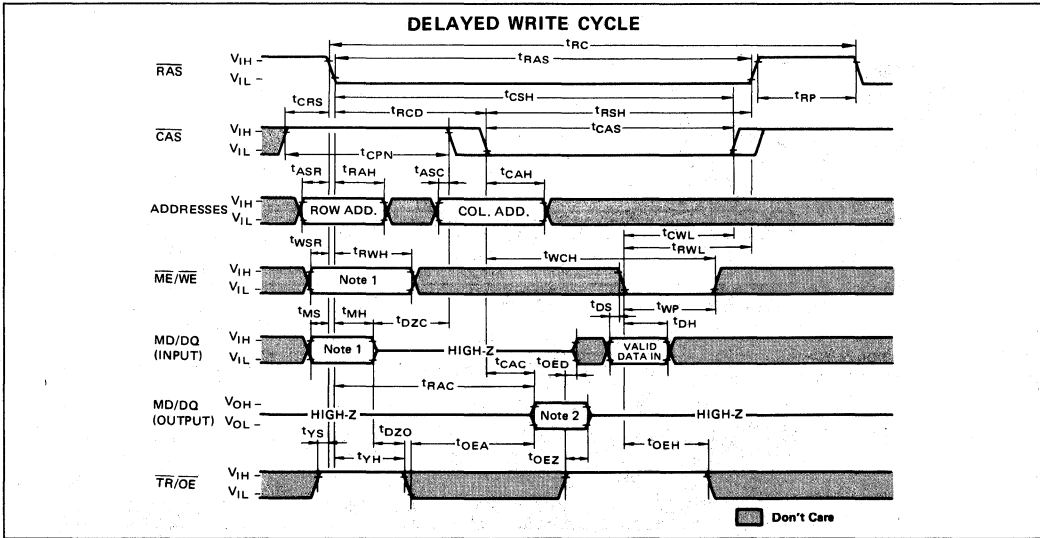 DELAYED WRITE CYCLE
tRC
RAS
VIH
VIL
tRAS
tCSH
tRP
tCRS
tRCD
tRSH
CAS
VIH
VIL
tCAS
tCPN
tASR
tRAH
tASC
tCAH
ADDRESSES
VIH
VIL
ROW ADD.
COL. ADD.
tCWL
tWSR
tRWH
tRWL
tWCH
ME/WE
VIH
VIL
Note 1
tWP
tMS
tMH
tDZC
tDS
tDH
MD/DQ
(INPUT)
VIH
VIL
Note 1
HIGH-Z
VALID
DATA IN
tCAC
tOED
tRAC
MD/DQ
(OUTPUT)
VOH
VOL
HIGH-Z
Note 2
HIGH-Z
tYS
tDZO
tOEA
tOEZ
tOEH
tYH
TR/OE
VIH
VIL
Don't Care